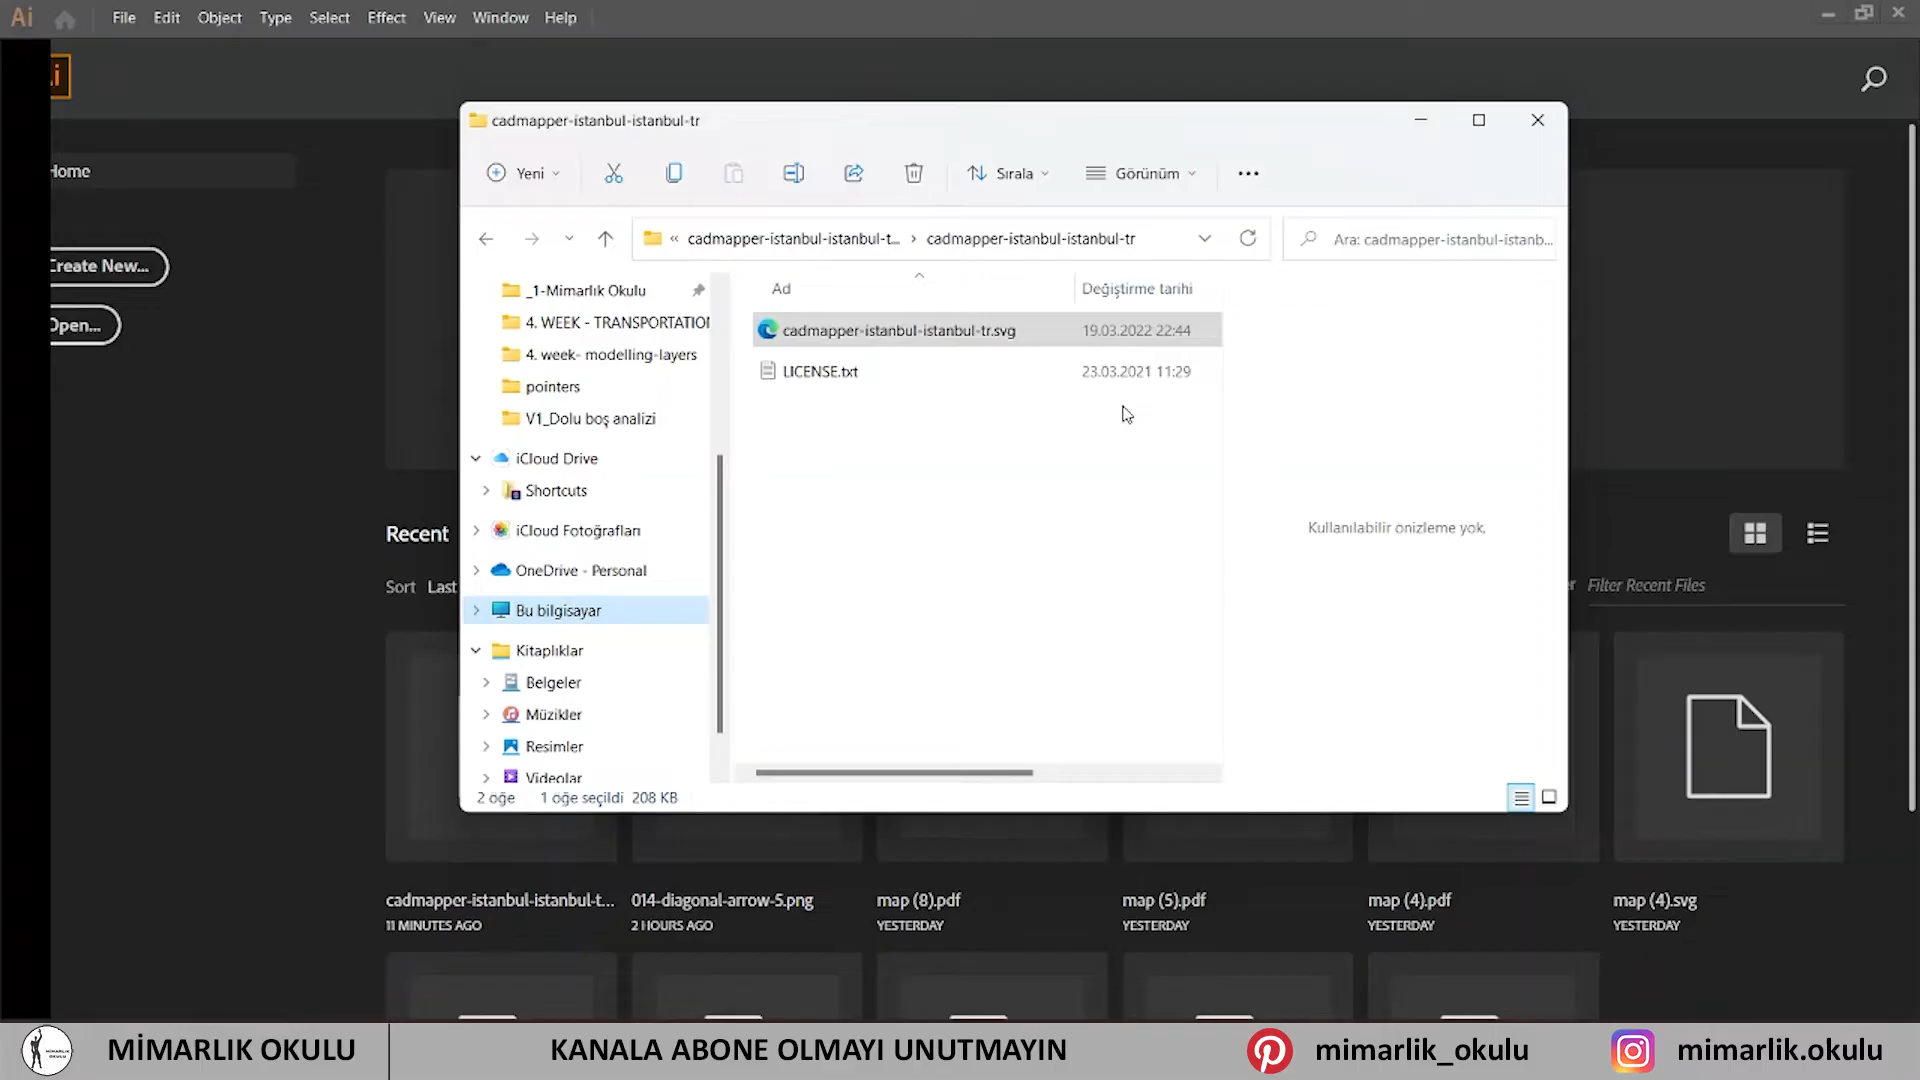 Ai File Edit Object Type Select Effect View Window Help
cadmapper-istanbul-istanbul-tr
Yeni Sırala Görünüm
« cadmapper-istanbul-istanbul-t... › cadmapper-istanbul-istanbul-tr
Ara: cadmapper-istanbul-istanb...
Create New...
Open...
_1-Mimarlık Okulu
4. WEEK - TRANSPORTATION
4. week- modelling-layers
pointers
V1_Dolu boş analizi
iCloud Drive
Shortcuts
iCloud Fotoğrafları
OneDrive - Personal
Bu bilgisayar
Kitaplıklar
Belgeler
Müzikler
Resimler
Videolar
Ad Değiştirme tarihi
cadmapper-istanbul-istanbul-tr.svg 19.03.2022 22:44
LICENSE.txt 23.03.2021 11:29
Kullanılabilir önizleme yok.
2 öğe 1 öğe seçildi 208 KB
Recent
Sort Last
Filter Recent Files
cadmapper-istanbul-istanbul-t...
11 MINUTES AGO
014-diagonal-arrow-5.png
2 HOURS AGO
map (8).pdf
YESTERDAY
map (5).pdf
YESTERDAY
map (4).pdf
YESTERDAY
map (4).svg
YESTERDAY
MİMARLIK OKULU
KANALA ABONE OLMAYI UNUTMAYIN
mimarlik_okulu
mimarlik.okulu